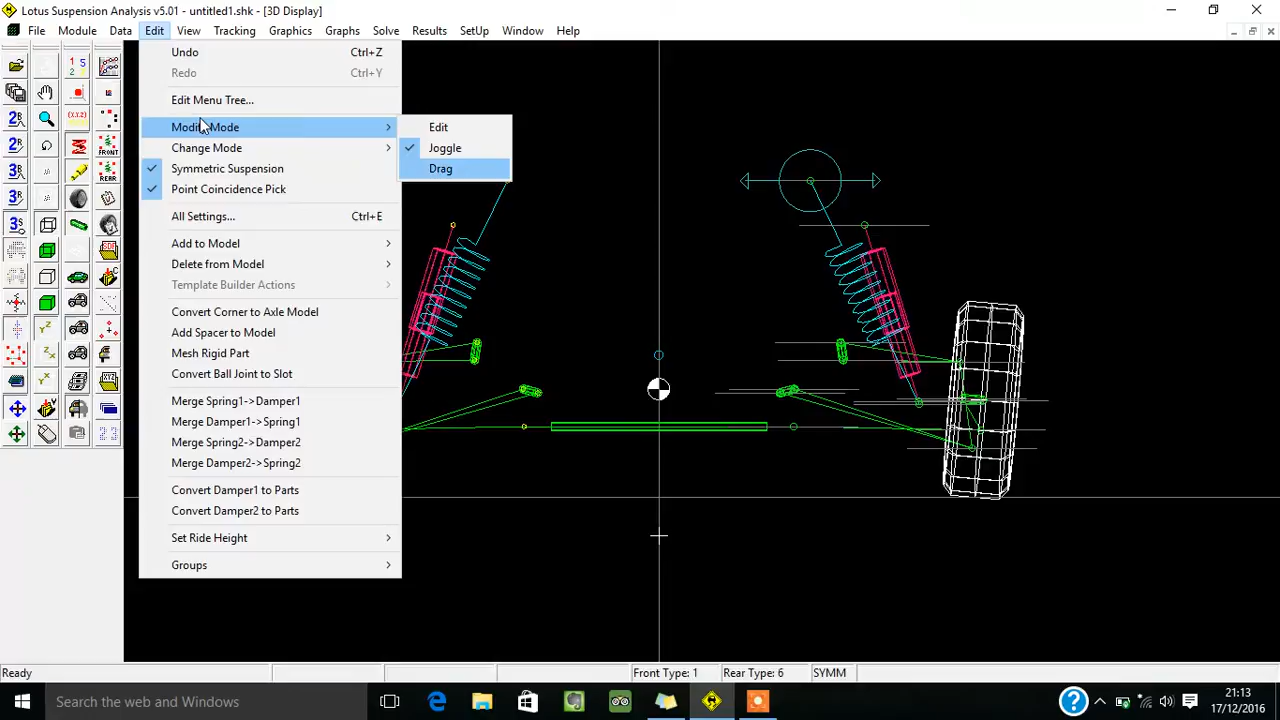 Lotus Suspension Analysis v5.01 - untitled1.shk - [3D Display]
File Module Data Edit View Tracking Graphics Graphs Solve Results SetUp Window Help
Undo Ctrl+Z
Redo Ctrl+Y
Edit Menu Tree...
Modify Mode
Change Mode
Symmetric Suspension
Point Coincidence Pick
All Settings... Ctrl+E
Add to Model
Delete from Model
Template Builder Actions
Convert Corner to Axle Model
Add Spacer to Model
Mesh Rigid Part
Convert Ball Joint to Slot
Merge Spring1->Damper1
Merge Damper1->Spring1
Merge Spring2->Damper2
Merge Damper2->Spring2
Convert Damper1 to Parts
Convert Damper2 to Parts
Set Ride Height
Groups
Edit
Joggle
Drag
Ready
Front Type: 1
Rear Type: 6
SYMM
Search the web and Windows
21:13
17/12/2016